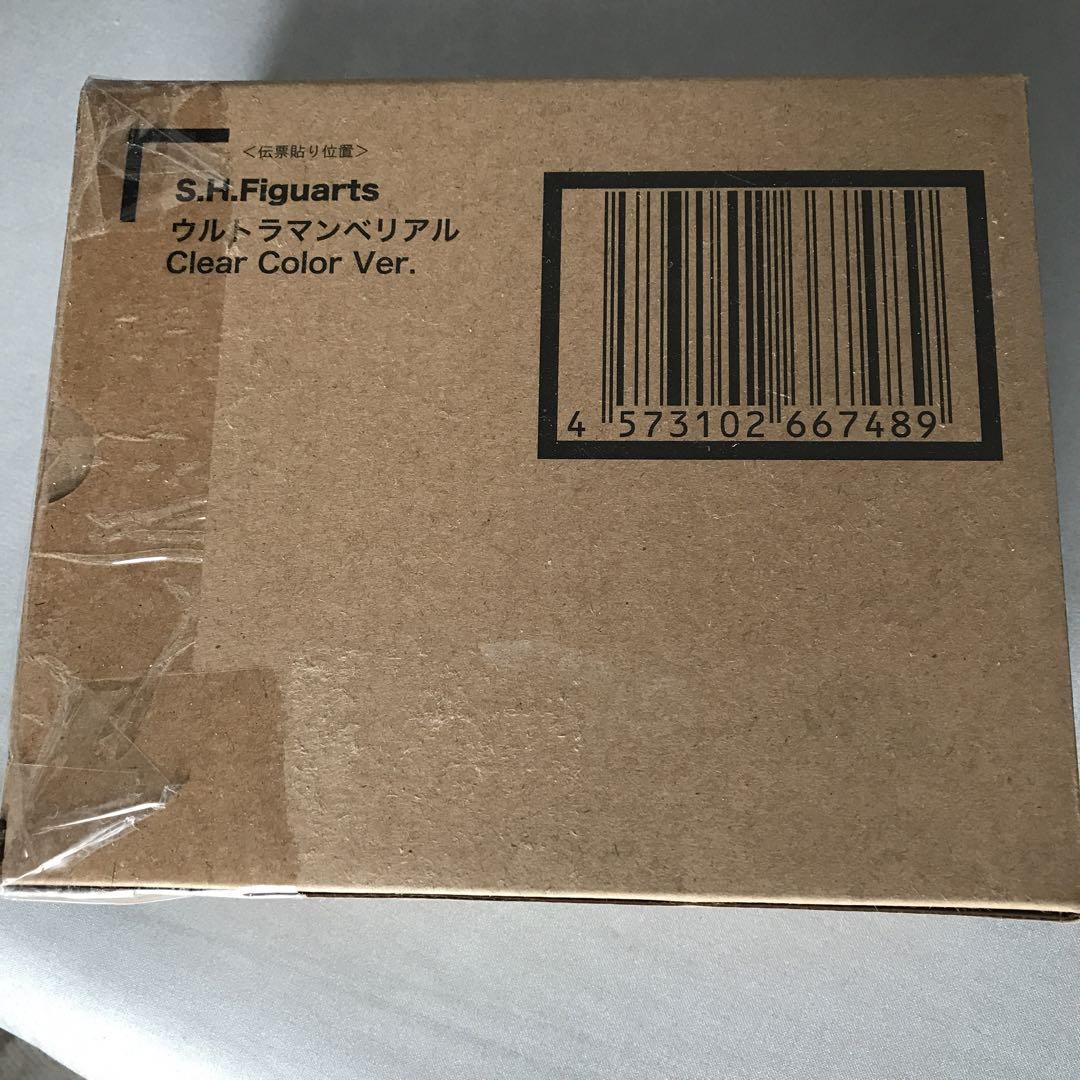 <伝票貼り位置>
S.H.Figuarts
ウルトラマンベリアル
Clear Color Ver.
4 573102 667489